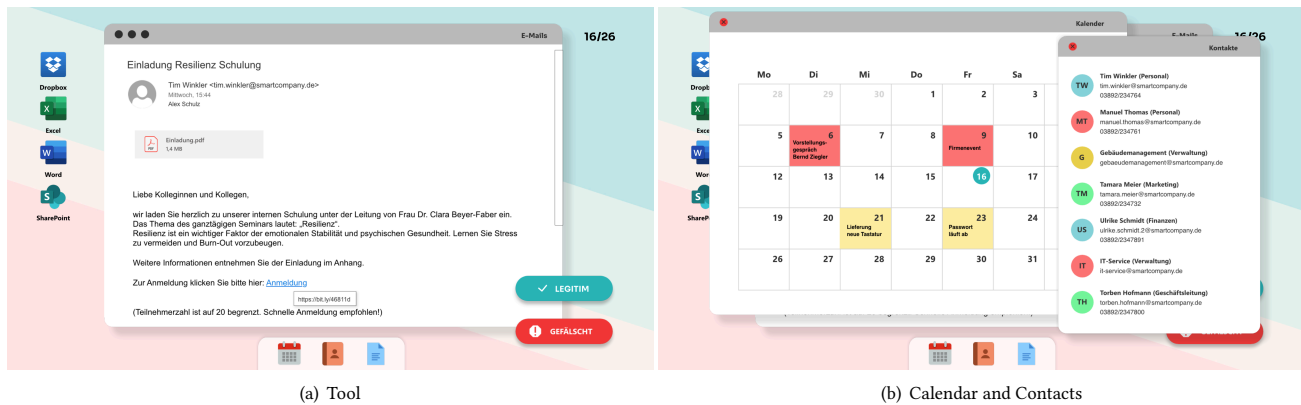 E-Mails
16/26
Einladung Resilienz Schulung
Tim Winkler <tim.winkler@smartcompany.de>
Mittwoch, 15:44
Alex Schulz
Einladung.pdf
1,4 MB
PDF
Dropbox
Excel
Word
SharePoint
Liebe Kolleginnen und Kollegen,
wir laden Sie herzlich zu unserer internen Schulung unter der Leitung von Frau Dr. Clara Beyer-Faber ein.
Das Thema des ganztägigen Seminars lautet: „Resilienz“.
Resilienz ist ein wichtiger Faktor der emotionalen Stabilität und psychischen Gesundheit. Lernen Sie Stress
zu vermeiden und Burn-Out vorzubeugen.
Weitere Informationen entnehmen Sie der Einladung im Anhang.
Zur Anmeldung klicken Sie bitte hier: Anmeldung
https://bit.ly/46811d
(Teilnehmerzahl ist auf 20 begrenzt. Schnelle Anmeldung empfohlen!)
LEGITIM
GEFÄLSCHT
(a) Tool
Kalender
E-Mails
16/26
Mo Di Mi Do Fr Sa
28 29 30 1 2 3
5 6 7 8 9 10
Vorstellungs-
gespräch
Bernd Ziegler
Firmenevent
12 13 14 15 16 17
19 20 21 22 23 24
Lieferung
neue Tastatur
Passwort
läuft ab
26 27 28 29 30 31
Kontakte
TW
Tim Winkler (Personal)
tim.winkler@smartcompany.de
03892/234764
MT
Manuel Thomas (Personal)
manuel.thomas@smartcompany.de
03892/234761
G
Gebäudemanagement (Verwaltung)
gebaeudemanagement@smartcompany.de
TM
Tamara Meier (Marketing)
tamara.meier@smartcompany.de
03892/234732
US
Ulrike Schmidt (Finanzen)
ulrike.schmidt.2@smartcompany.de
03892/2347891
IT
IT-Service (Verwaltung)
it-service@smartcompany.de
TH
Torben Hofmann (Geschäftsleitung)
torben.hofmann@smartcompany.de
03892/2347800
(b) Calendar and Contacts